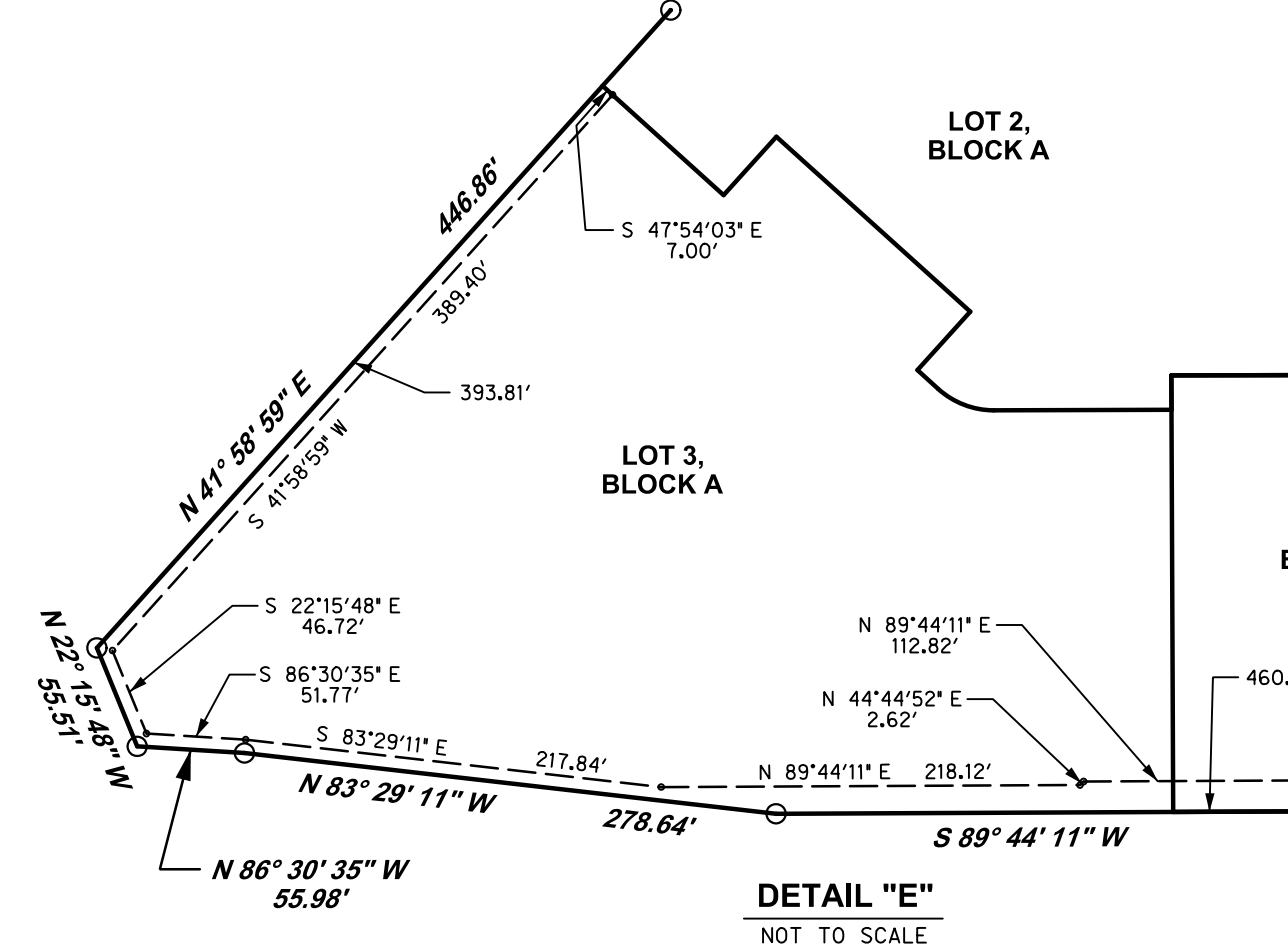 LOT 2,
BLOCK A
446.86'
S 47°54'03" E
7.00'
389.40'
393.81'
N 41° 58' 59" E
S 41°58'59" W
LOT 3,
BLOCK A
S 22°15'48" E
46.72'
N 22° 15' 48" W
55.51'
S 86°30'35" E
51.77'
N 89°44'11" E
112.82'
N 44°44'52" E
2.62'
460.
S 83°29'11" E
217.84'
N 89°44'11" E 218.12'
N 83° 29' 11" W
278.64'
S 89° 44' 11" W
N 86° 30' 35" W
55.98'
DETAIL "E"
NOT TO SCALE